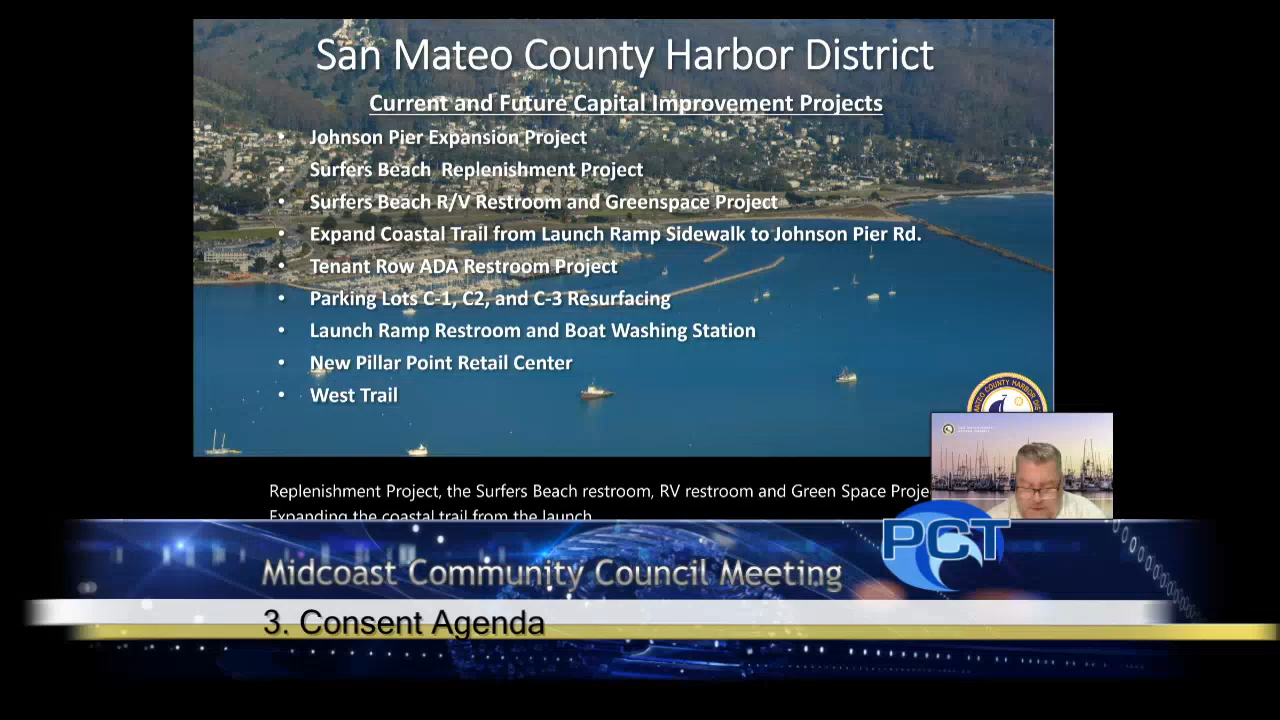 San Mateo County Harbor District
Current and Future Capital Improvement Projects
• Johnson Pier Expansion Project
• Surfers Beach Replenishment Project
• Surfers Beach R/V Restroom and Greenspace Project
• Expand Coastal Trail from Launch Ramp Sidewalk to Johnson Pier Rd.
• Tenant Row ADA Restroom Project
• Parking Lots C-1, C2, and C-3 Resurfacing
• Launch Ramp Restroom and Boat Washing Station
• New Pillar Point Retail Center
• West Trail
MATEO COUNTY HARBOR DI
Replenishment Project, the Surfers Beach restroom, RV restroom and Green Space Proje
Expanding the coastal trail from the launch
PCT
Midcoast Community Council Meeting
3. Consent Agenda